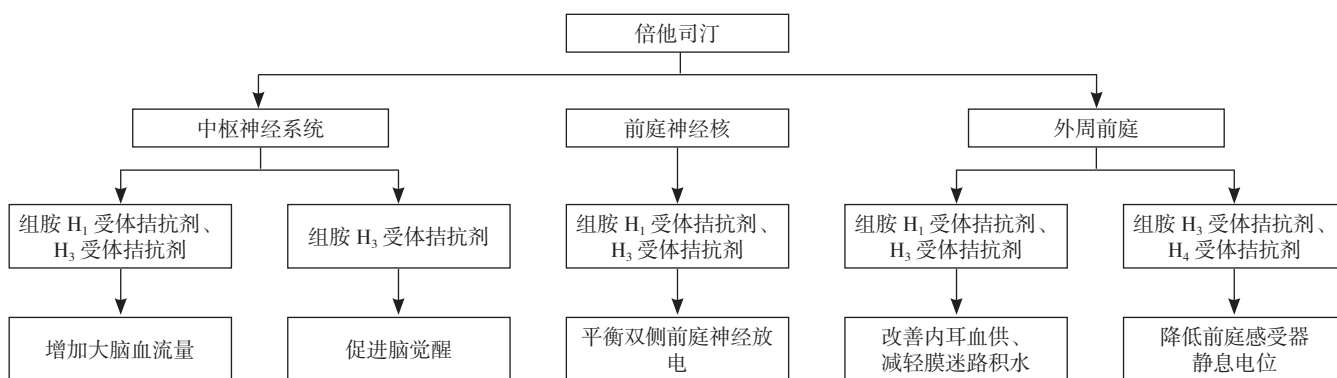 倍他司汀
中枢神经系统
前庭神经核
外周前庭
组胺 H₁ 受体拮抗剂、
H₃ 受体拮抗剂
组胺 H₃ 受体拮抗剂
组胺 H₁ 受体拮抗剂、
H₃ 受体拮抗剂
组胺 H₁ 受体拮抗剂、
H₃ 受体拮抗剂
组胺 H₃ 受体拮抗剂、
H₄ 受体拮抗剂
增加大脑血流量
促进脑觉醒
平衡双侧前庭神经放
电
改善内耳血供、
减轻膜迷路积水
降低前庭感受器
静息电位